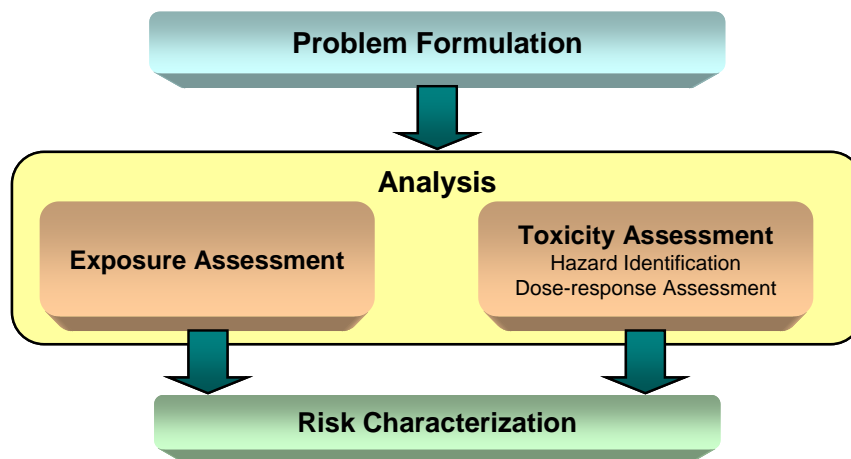 Problem Formulation
Analysis
Exposure Assessment
Toxicity Assessment
Hazard Identification
Dose-response Assessment
Risk Characterization